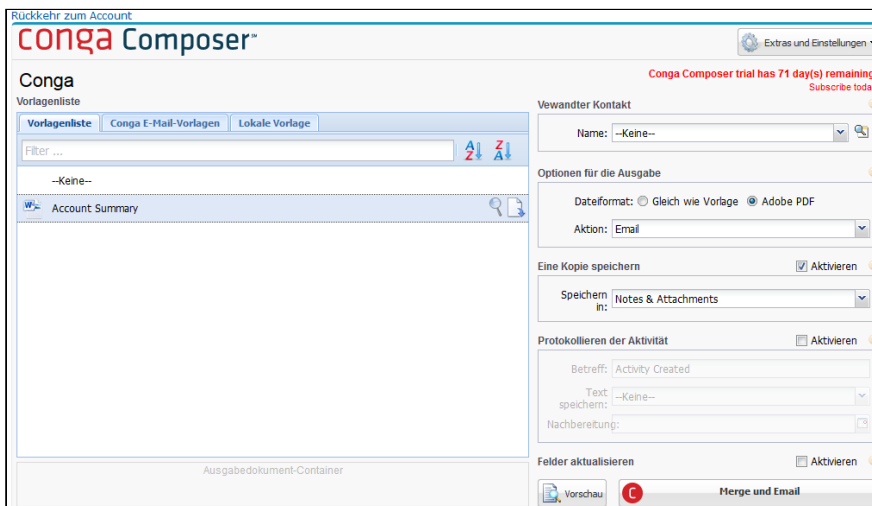 Rückkehr zum Account
conga Composer™
Extras und Einstellungen
Conga Composer trial has 71 day(s) remaining
Subscribe toda
Conga
Vorlagenliste
Vorlagenliste Conga E-Mail-Vorlagen Lokale Vorlage
Filter ...
A Z Z A
--Keine--
Account Summary
Ausgabedokument-Container
Vewandter Kontakt
Name: --Keine--
Optionen für die Ausgabe
Dateiformat: Gleich wie Vorlage Adobe PDF
Aktion: Email
Eine Kopie speichern Aktivieren
Speichern in: Notes & Attachments
Protokollieren der Aktivität Aktivieren
Betreff: Activity Created
Text speichern: --Keine--
Nachbereitung:
Felder aktualisieren Aktivieren
Vorschau C Merge und Email